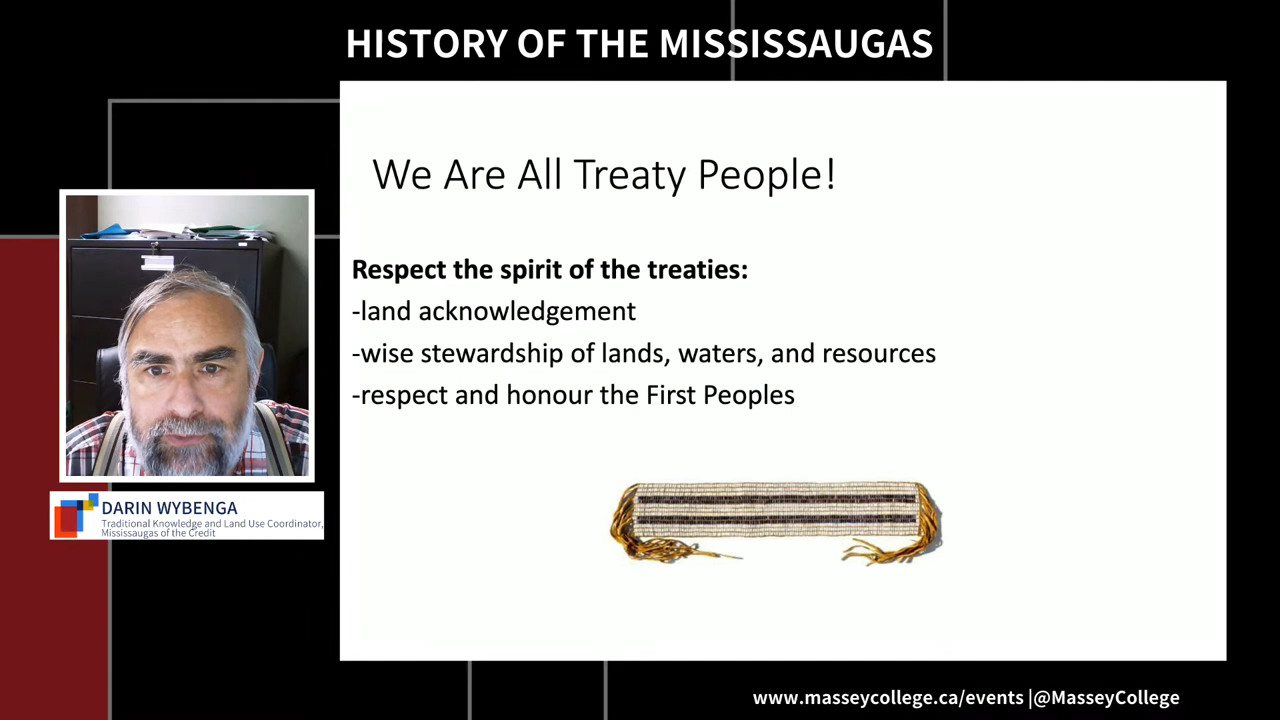 HISTORY OF THE MISSISSAUGAS
We Are All Treaty People!
Respect the spirit of the treaties:
-land acknowledgement
-wise stewardship of lands, waters, and resources
-respect and honour the First Peoples
DARIN WYBENGA
Traditional Knowledge and Land Use Coordinator,
Mississaugas of the Credit
www.masseycollege.ca/events |@MasseyCollege